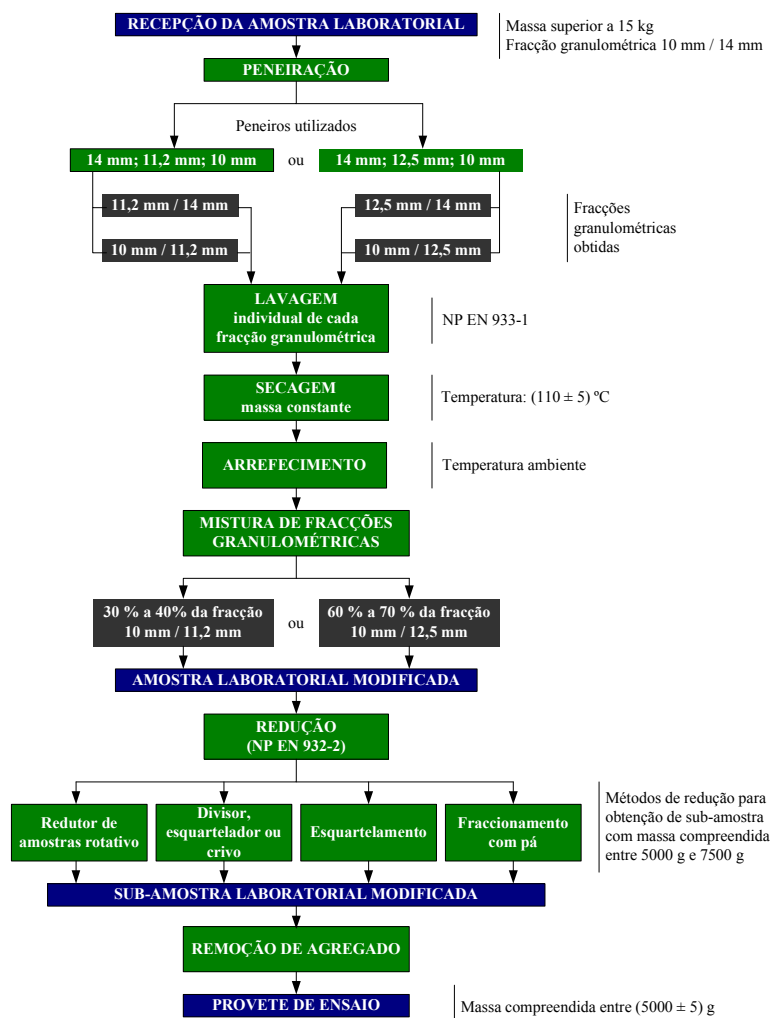 RECEPÇÃO DA AMOSTRA LABORATORIAL
Massa superior a 15 kg
Fracção granulométrica 10 mm / 14 mm
PENEIRAÇÃO
Peneiros utilizados
14 mm; 11,2 mm; 10 mm
ou
14 mm; 12,5 mm; 10 mm
11,2 mm / 14 mm
12,5 mm / 14 mm
10 mm / 11,2 mm
10 mm / 12,5 mm
Fracções
granulométricas
obtidas
LAVAGEM
individual de cada
fracção granulométrica
NP EN 933-1
SECAGEM
massa constante
Temperatura: (110 ± 5) ºC
ARREFECIMENTO
Temperatura ambiente
MISTURA DE FRACÇÕES
GRANULOMÉTRICAS
30 % a 40% da fracção
10 mm / 11,2 mm
ou
60 % a 70 % da fracção
10 mm / 12,5 mm
AMOSTRA LABORATORIAL MODIFICADA
REDUÇÃO
(NP EN 932-2)
Redutor de
amostras rotativo
Divisor,
esquartelador ou
crivo
Esquartelamento
Fraccionamento
com pá
Métodos de redução para
obtenção de sub-amostra
com massa compreendida
entre 5000 g e 7500 g
SUB-AMOSTRA LABORATORIAL MODIFICADA
REMOÇÃO DE AGREGADO
PROVETE DE ENSAIO
Massa compreendida entre (5000 ± 5) g